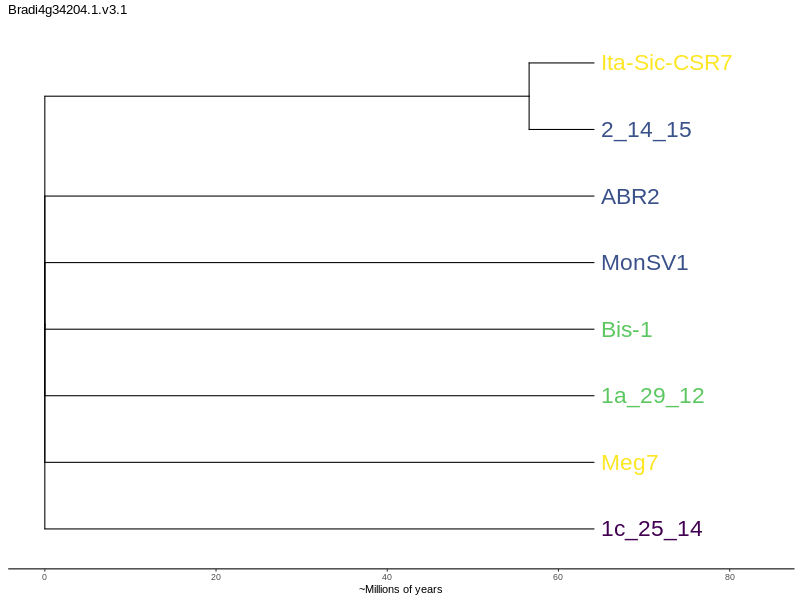 Bradi4g34204.1.v3.1
Ita-Sic-CSR7
2_14_15
ABR2
MonSV1
Bis-1
1a_29_12
Meg7
1c_25_14
0 20 40 60 80
~Millions of years